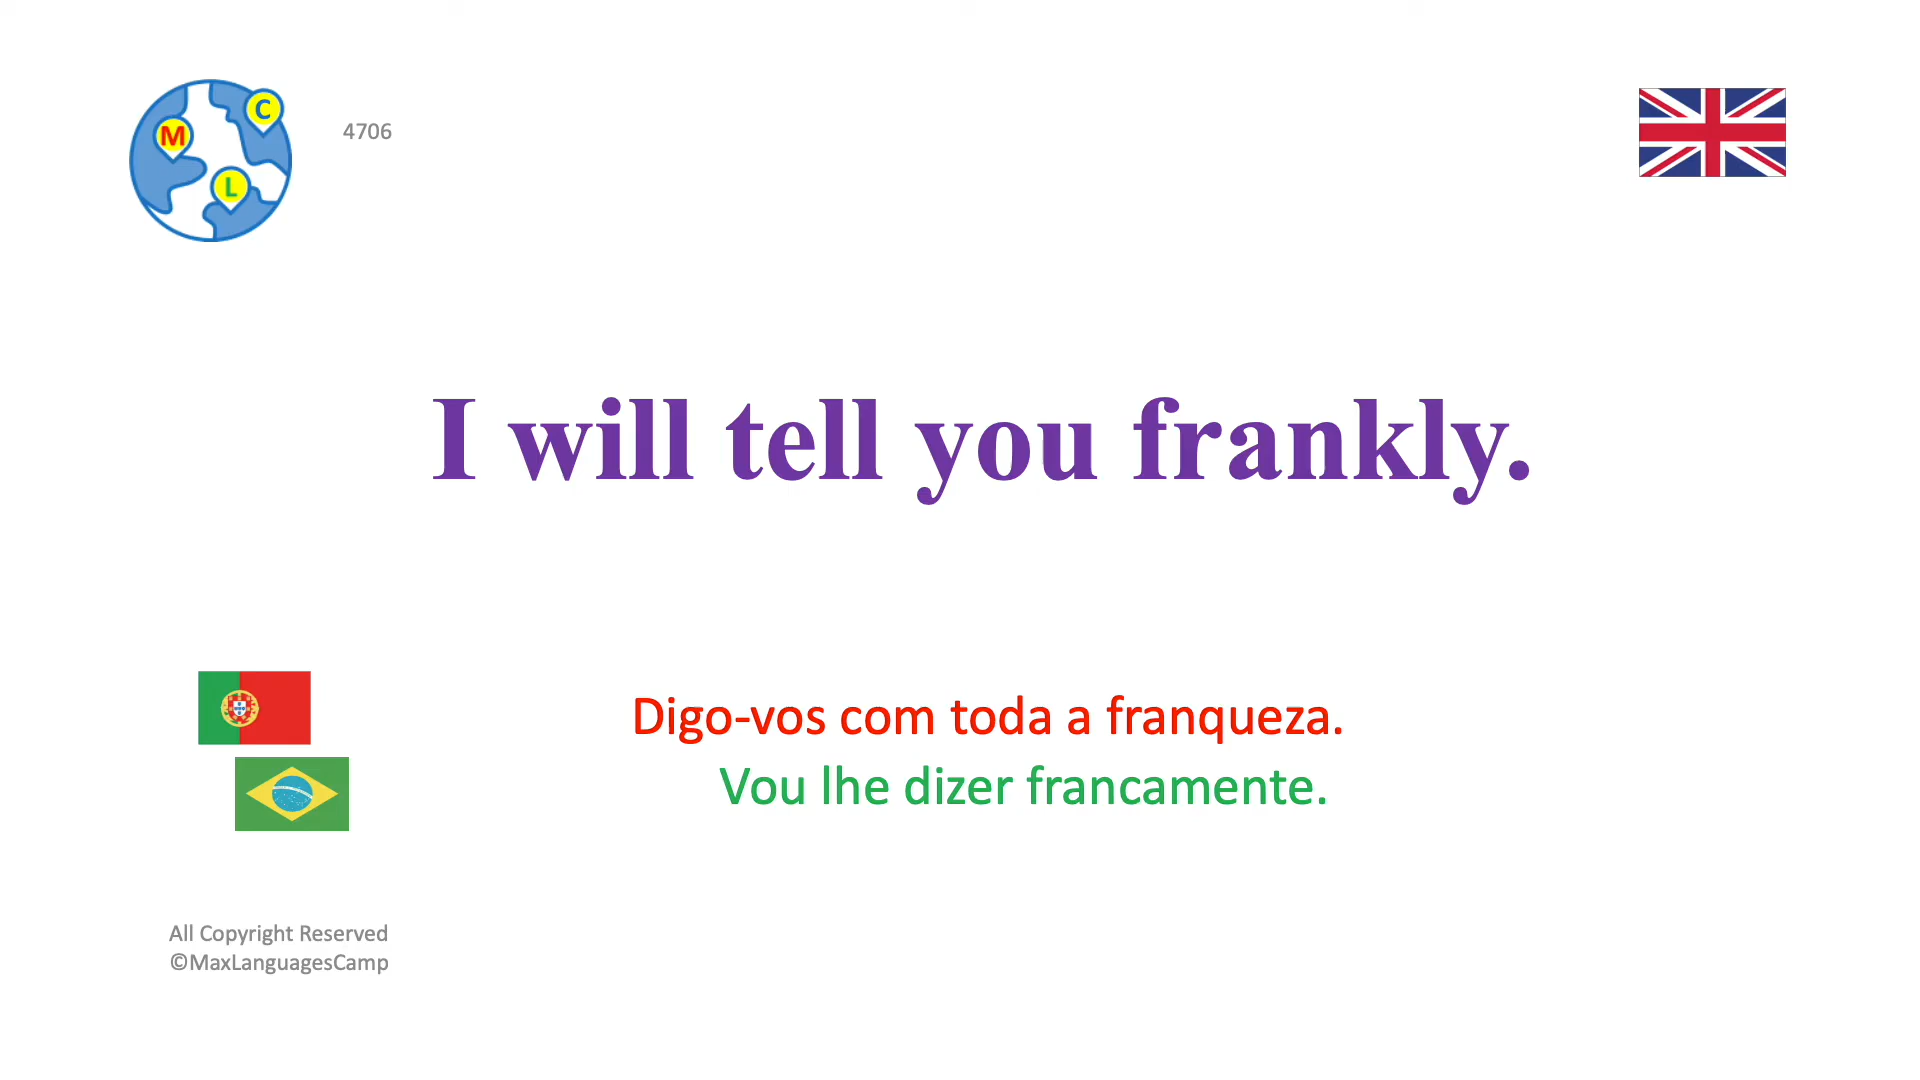 C
M
L
4706
I will tell you frankly.
Digo-vos com toda a franqueza.
Vou lhe dizer francamente.
All Copyright Reserved
©MaxLanguagesCamp